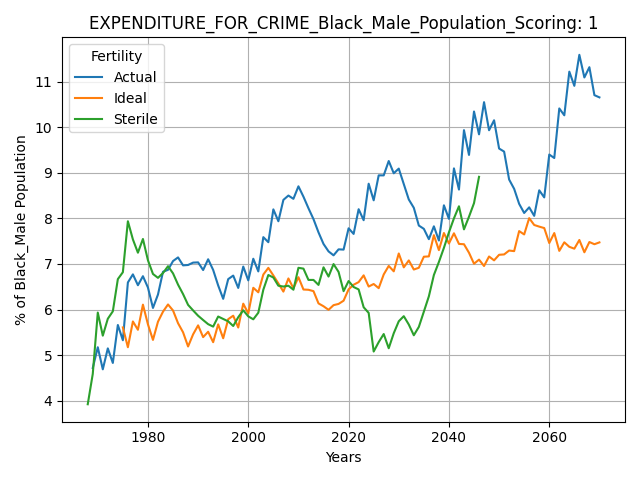 EXPENDITURE_FOR_CRIME_Black_Male_Population_Scoring: 1
Fertility
Actual
Ideal
Sterile
% of Black_Male Population
11
10
9
8
7
6
5
4
1980 2000 2020 2040 2060
Years